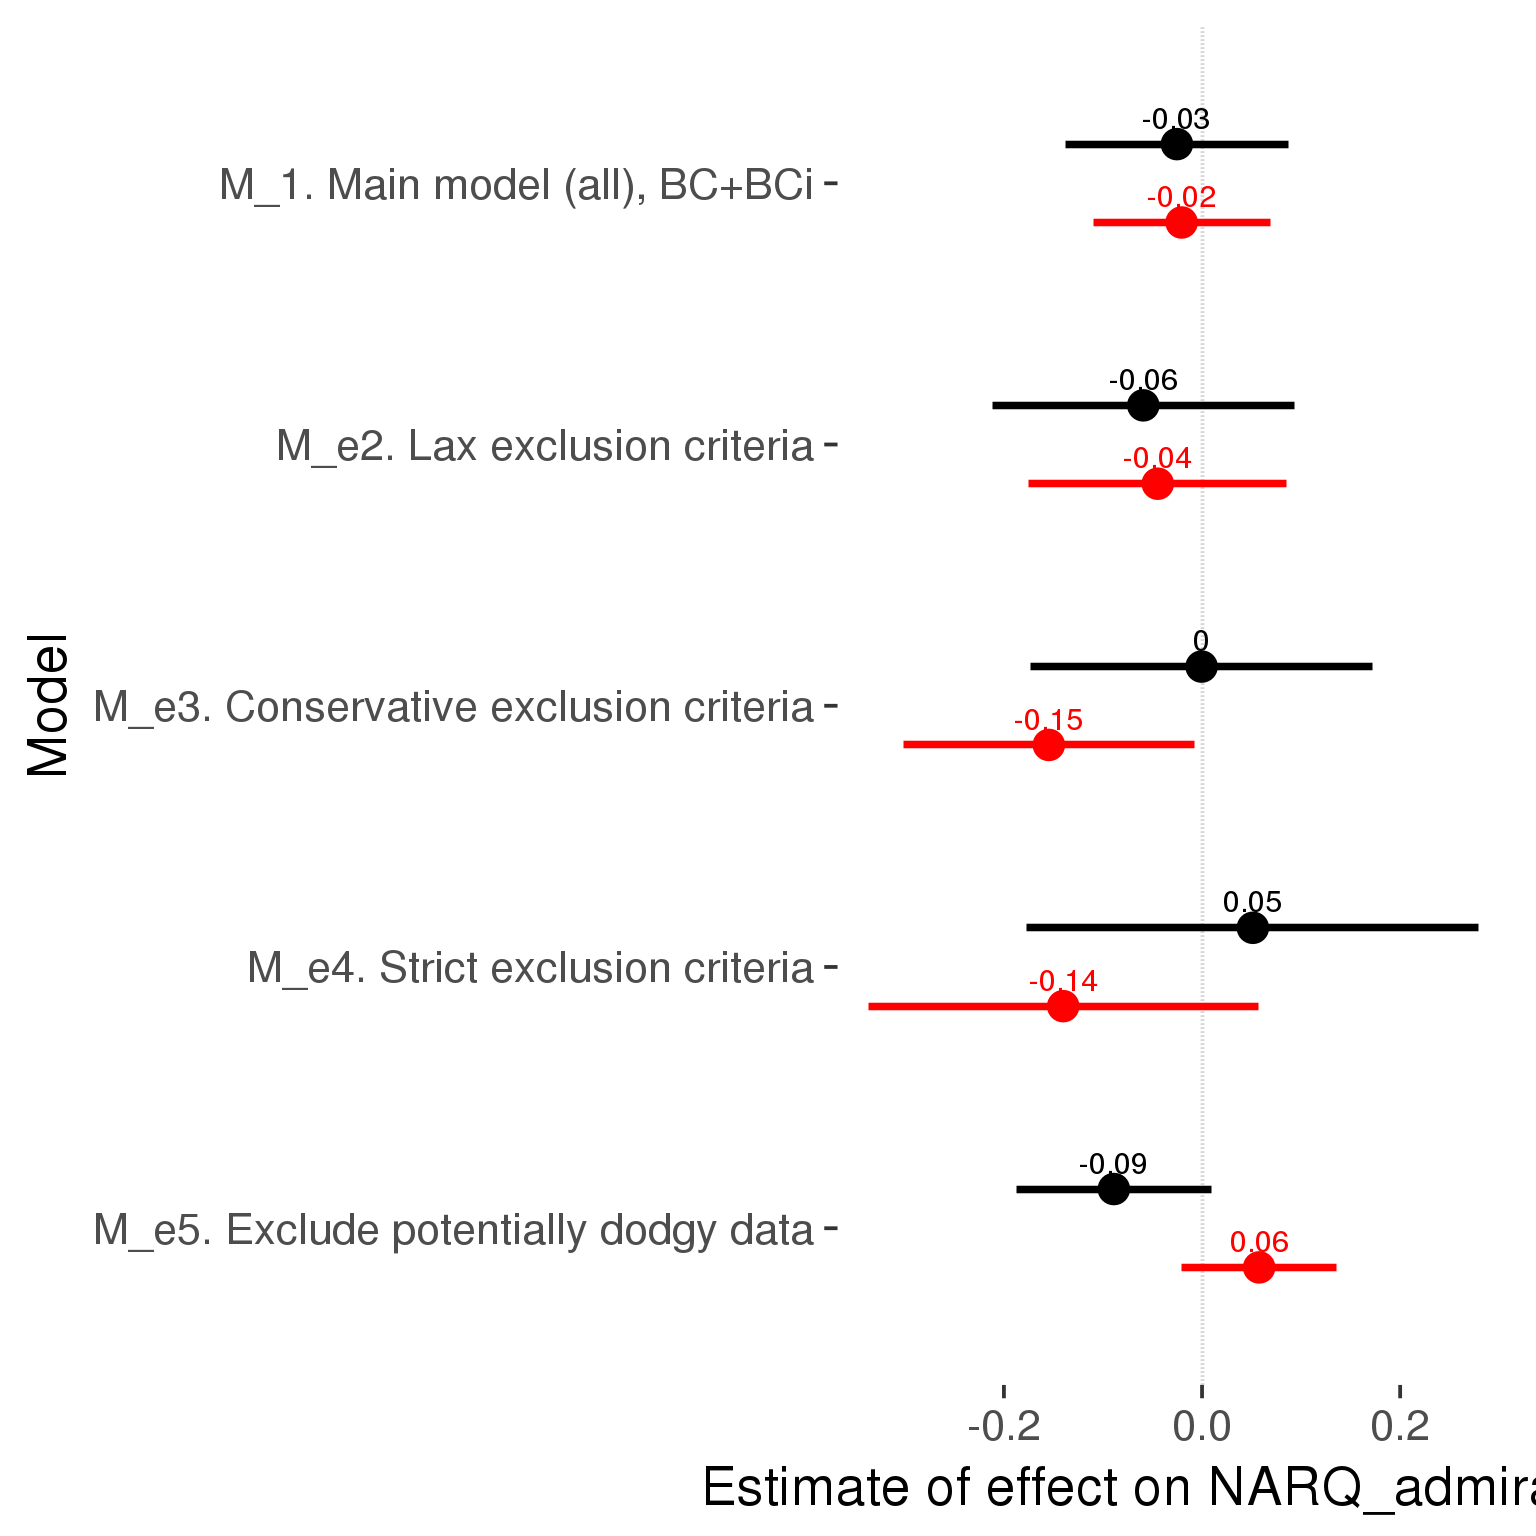 -0.03
M_1. Main model (all), BC+BCi
-0.02
-0.06
M_e2. Lax exclusion criteria
-0.04
0
M_e3. Conservative exclusion criteria
-0.15
Model
0.05
M_e4. Strict exclusion criteria
-0.14
-0.09
M_e5. Exclude potentially dodgy data
0.06
-0.2 0.0 0.2
Estimate of effect on NARQ_admira